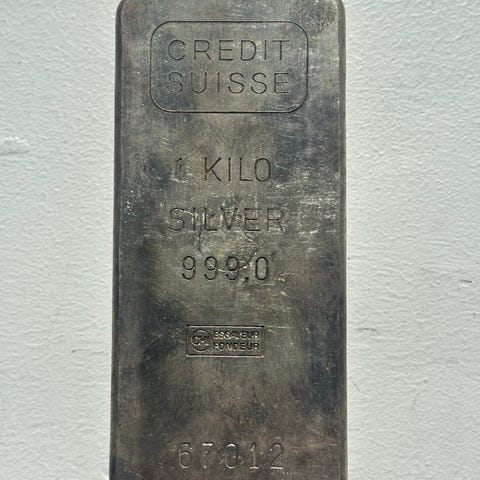 CREDIT
SUISSE
1 KILO
SILVER
999,0
ESSAYEUR
FONDEUR
67012